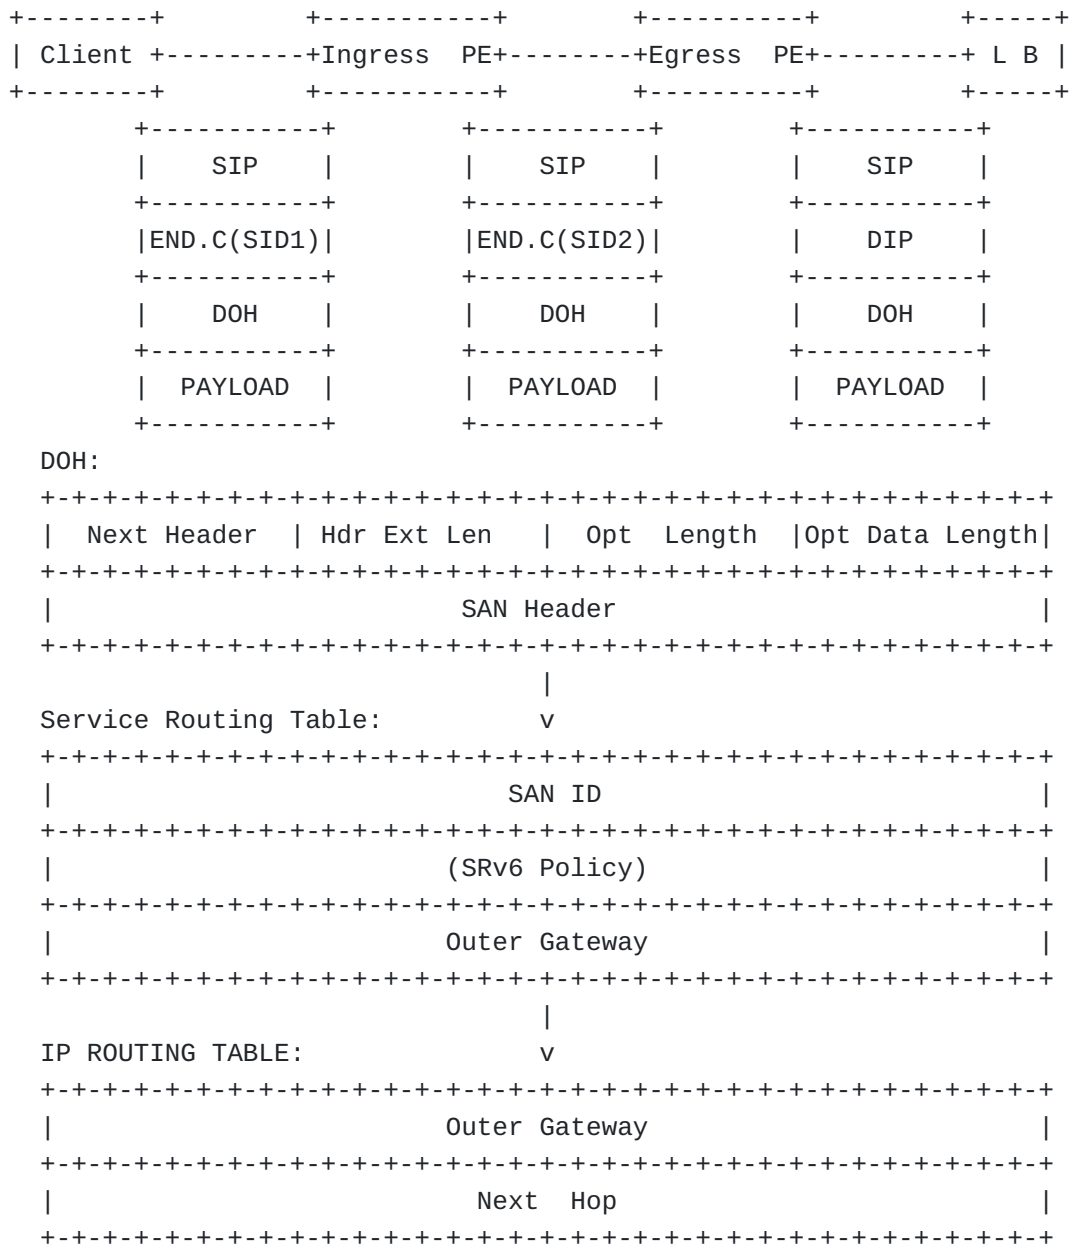 +--------+         +-----------+        +----------+         +-----+
| Client +---------+Ingress  PE+--------+Egress  PE+---------+ L B |
+--------+         +-----------+        +----------+         +-----+
        +-----------+        +-----------+        +-----------+
        |    SIP    |        |    SIP    |        |    SIP    |
        +-----------+        +-----------+        +-----------+
        |END.C(SID1)|        |END.C(SID2)|        |    DIP    |
        +-----------+        +-----------+        +-----------+
        |    DOH    |        |    DOH    |        |    DOH    |
        +-----------+        +-----------+        +-----------+
        |  PAYLOAD  |        |  PAYLOAD  |        |  PAYLOAD  |
        +-----------+        +-----------+        +-----------+
  DOH:
  +-+-+-+-+-+-+-+-+-+-+-+-+-+-+-+-+-+-+-+-+-+-+-+-+-+-+-+-+-+-+-+-+
  |  Next Header  | Hdr Ext Len   |  Opt  Length  |Opt Data Length|
  +-+-+-+-+-+-+-+-+-+-+-+-+-+-+-+-+-+-+-+-+-+-+-+-+-+-+-+-+-+-+-+-+
  |                          SAN Header                           |
  +-+-+-+-+-+-+-+-+-+-+-+-+-+-+-+-+-+-+-+-+-+-+-+-+-+-+-+-+-+-+-+-+
                                  |
  Service Routing Table:          v
  +-+-+-+-+-+-+-+-+-+-+-+-+-+-+-+-+-+-+-+-+-+-+-+-+-+-+-+-+-+-+-+-+
  |                             SAN ID                            |
  +-+-+-+-+-+-+-+-+-+-+-+-+-+-+-+-+-+-+-+-+-+-+-+-+-+-+-+-+-+-+-+-+
  |                         (SRv6 Policy)                         |
  +-+-+-+-+-+-+-+-+-+-+-+-+-+-+-+-+-+-+-+-+-+-+-+-+-+-+-+-+-+-+-+-+
  |                         Outer Gateway                         |
  +-+-+-+-+-+-+-+-+-+-+-+-+-+-+-+-+-+-+-+-+-+-+-+-+-+-+-+-+-+-+-+-+
                                  |
  IP ROUTING TABLE:               v
  +-+-+-+-+-+-+-+-+-+-+-+-+-+-+-+-+-+-+-+-+-+-+-+-+-+-+-+-+-+-+-+-+
  |                         Outer Gateway                         |
  +-+-+-+-+-+-+-+-+-+-+-+-+-+-+-+-+-+-+-+-+-+-+-+-+-+-+-+-+-+-+-+-+
  |                           Next  Hop                           |
  +-+-+-+-+-+-+-+-+-+-+-+-+-+-+-+-+-+-+-+-+-+-+-+-+-+-+-+-+-+-+-+-+